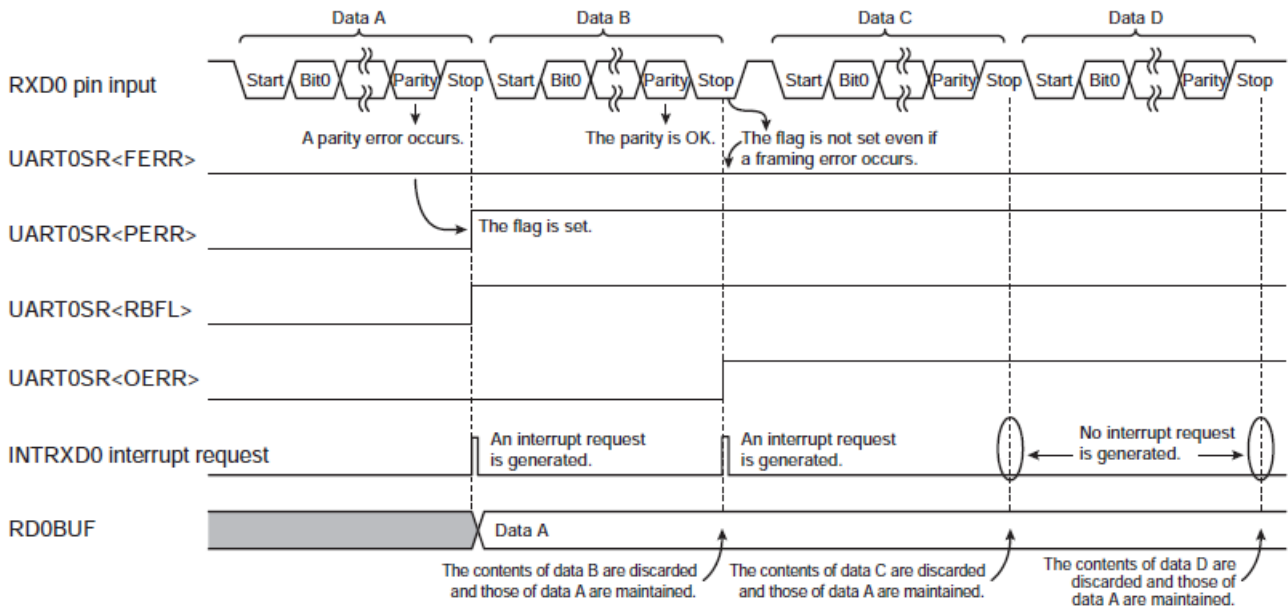 Data A Data B Data C Data D
RXD0 pin input Start Bit0 Parity Stop Start Bit0 Parity Stop Start Bit0 Parity Stop Start Bit0 Parity Stop
A parity error occurs. The parity is OK. The flag is not set even if
a framing error occurs.
UART0SR<FERR>
The flag is set.
UART0SR<PERR>
UART0SR<RBFL>
UART0SR<OERR>
An interrupt request
is generated.
An interrupt request
is generated.
No interrupt request
is generated.
INTRXD0 interrupt request
RD0BUF Data A
The contents of data B are discarded
and those of data A are maintained.
The contents of data C are discarded
and those of data A are maintained.
The contents of data D are
discarded and those of
data A are maintained.